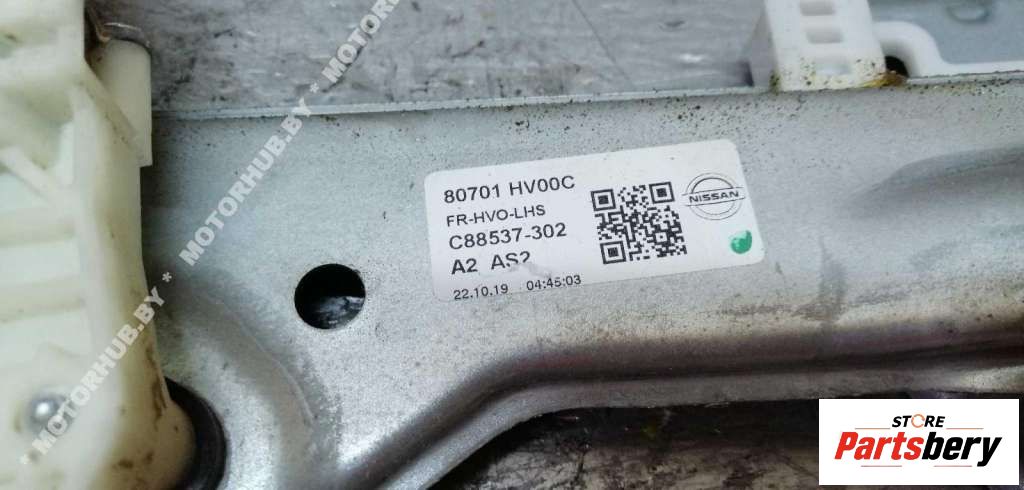 * MOTORHUB.BY * MOTORHUB.BY * MOTORHUB.BY *
80701 HV00C
FR-HVO-LHS
C88537-302
A2 AS2
22.10.19 04:45:03
NISSAN
STORE
Partsbery